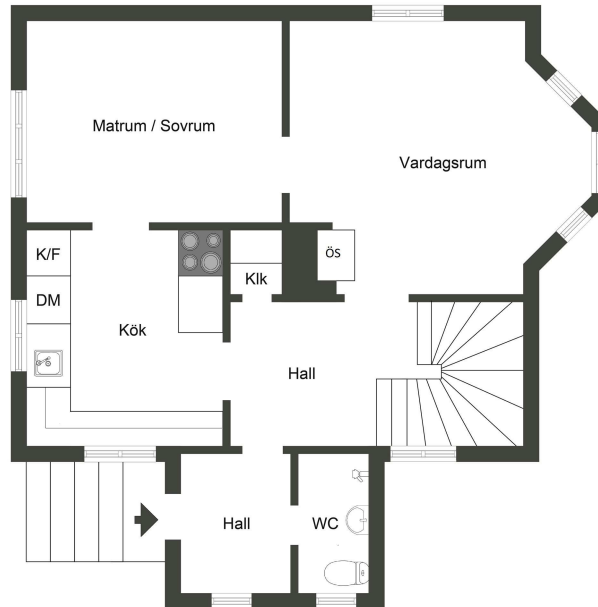 Matrum / Sovrum
Vardagsrum
K/F
DM
Kök
Klk
ös
Hall
Hall
WC